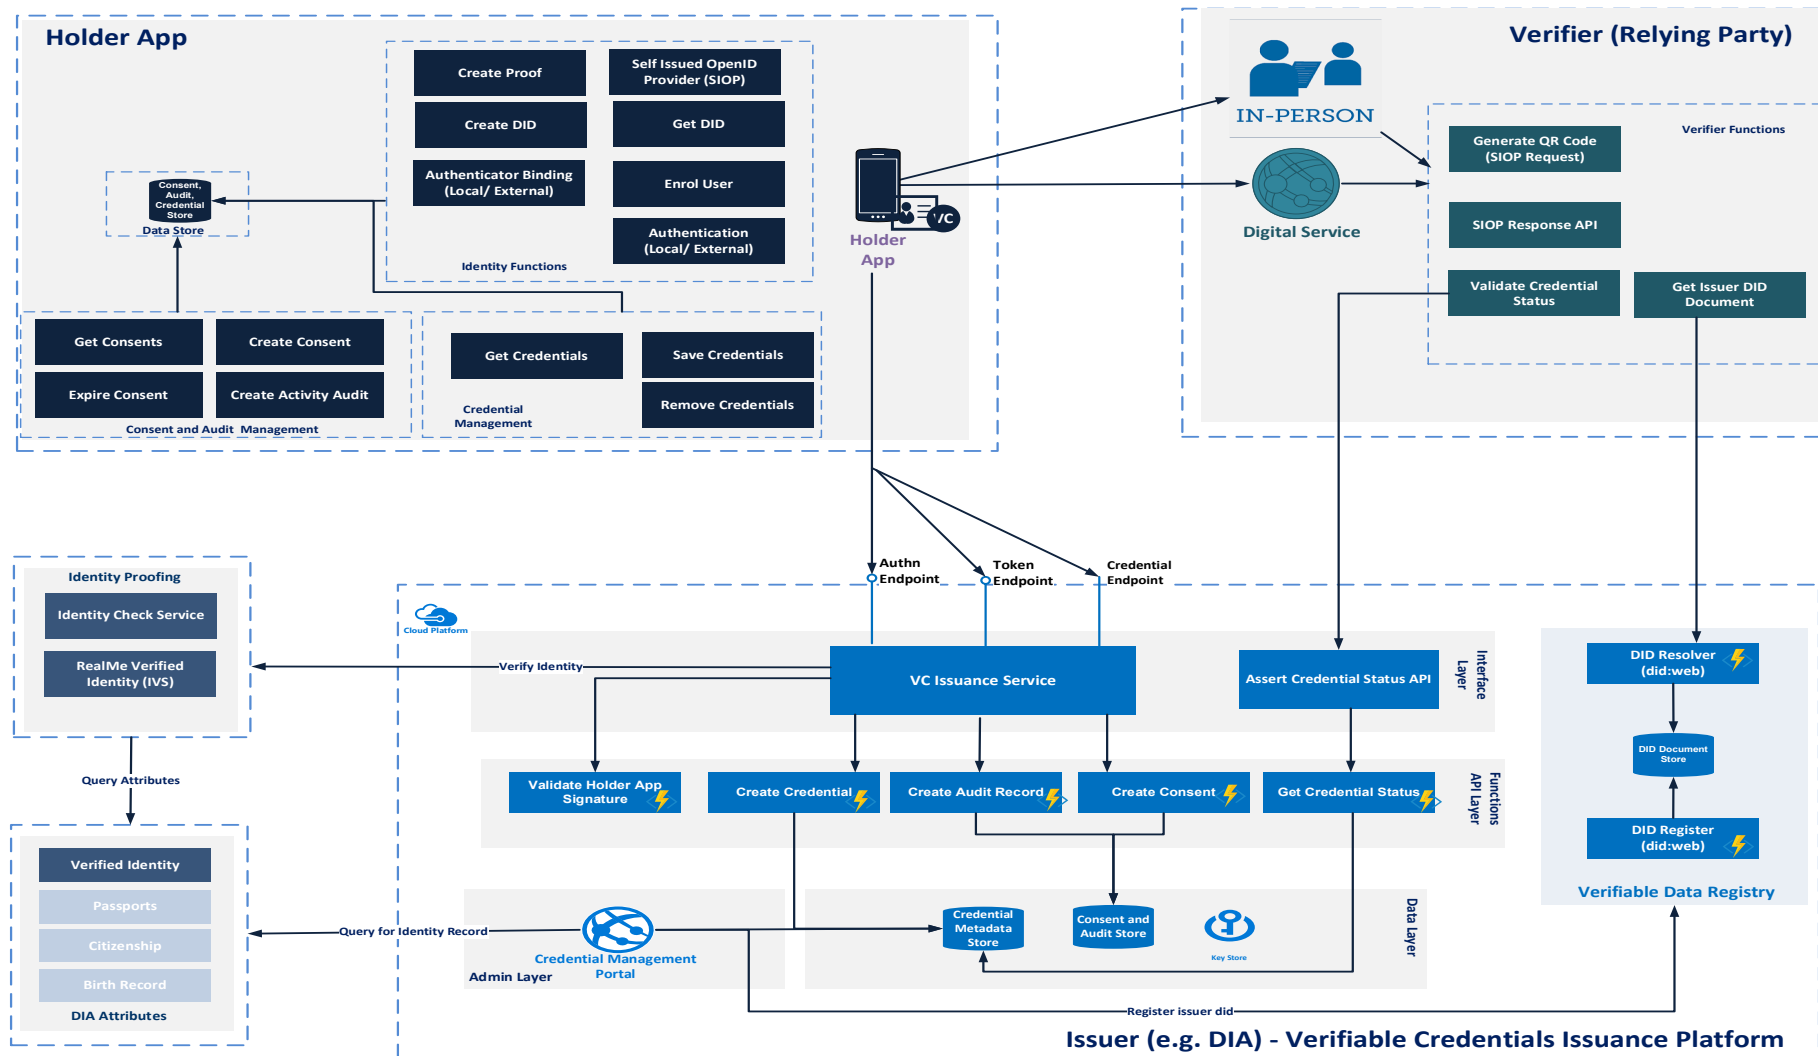 Holder App
Create Proof
Self Issued OpenID
Provider (SIOP)
Create DID
Get DID
Authenticator Binding
(Local/ External)
Enrol User
Authentication
(Local/ External)
Identity Functions
Consent,
Audit,
Credential
Store
Data Store
VC
Holder
App
Get Consents
Create Consent
Expire Consent
Create Activity Audit
Consent and Audit  Management
Get Credentials
Save Credentials
Remove Credentials
Credential
Management
Verifier (Relying Party)
IN-PERSON
Digital Service
Verifier Functions
Generate QR Code
(SIOP Request)
SIOP Response API
Validate Credential
Status
Get Issuer DID
Document
Authn
Endpoint
Token
Endpoint
Credential
Endpoint
Identity Proofing
Identity Check Service
RealMe Verified
Identity (IVS)
Query Attributes
Verified Identity
Passports
Citizenship
Birth Record
DIA Attributes
Cloud Platform
Verify Identity
VC Issuance Service
Assert Credential Status API
Interface
Layer
Validate Holder App
Signature
Create Credential
Create Audit Record
Create Consent
Get Credential Status
Functions
API Layer
Query for Identity Record
Credential Management
Portal
Admin Layer
Credential
Metadata
Store
Consent and
Audit Store
Key Store
Data Layer
DID Resolver
(did:web)
DID Document
Store
DID Register
(did:web)
Verifiable Data Registry
Register issuer did
Issuer (e.g. DIA) - Verifiable Credentials Issuance Platform